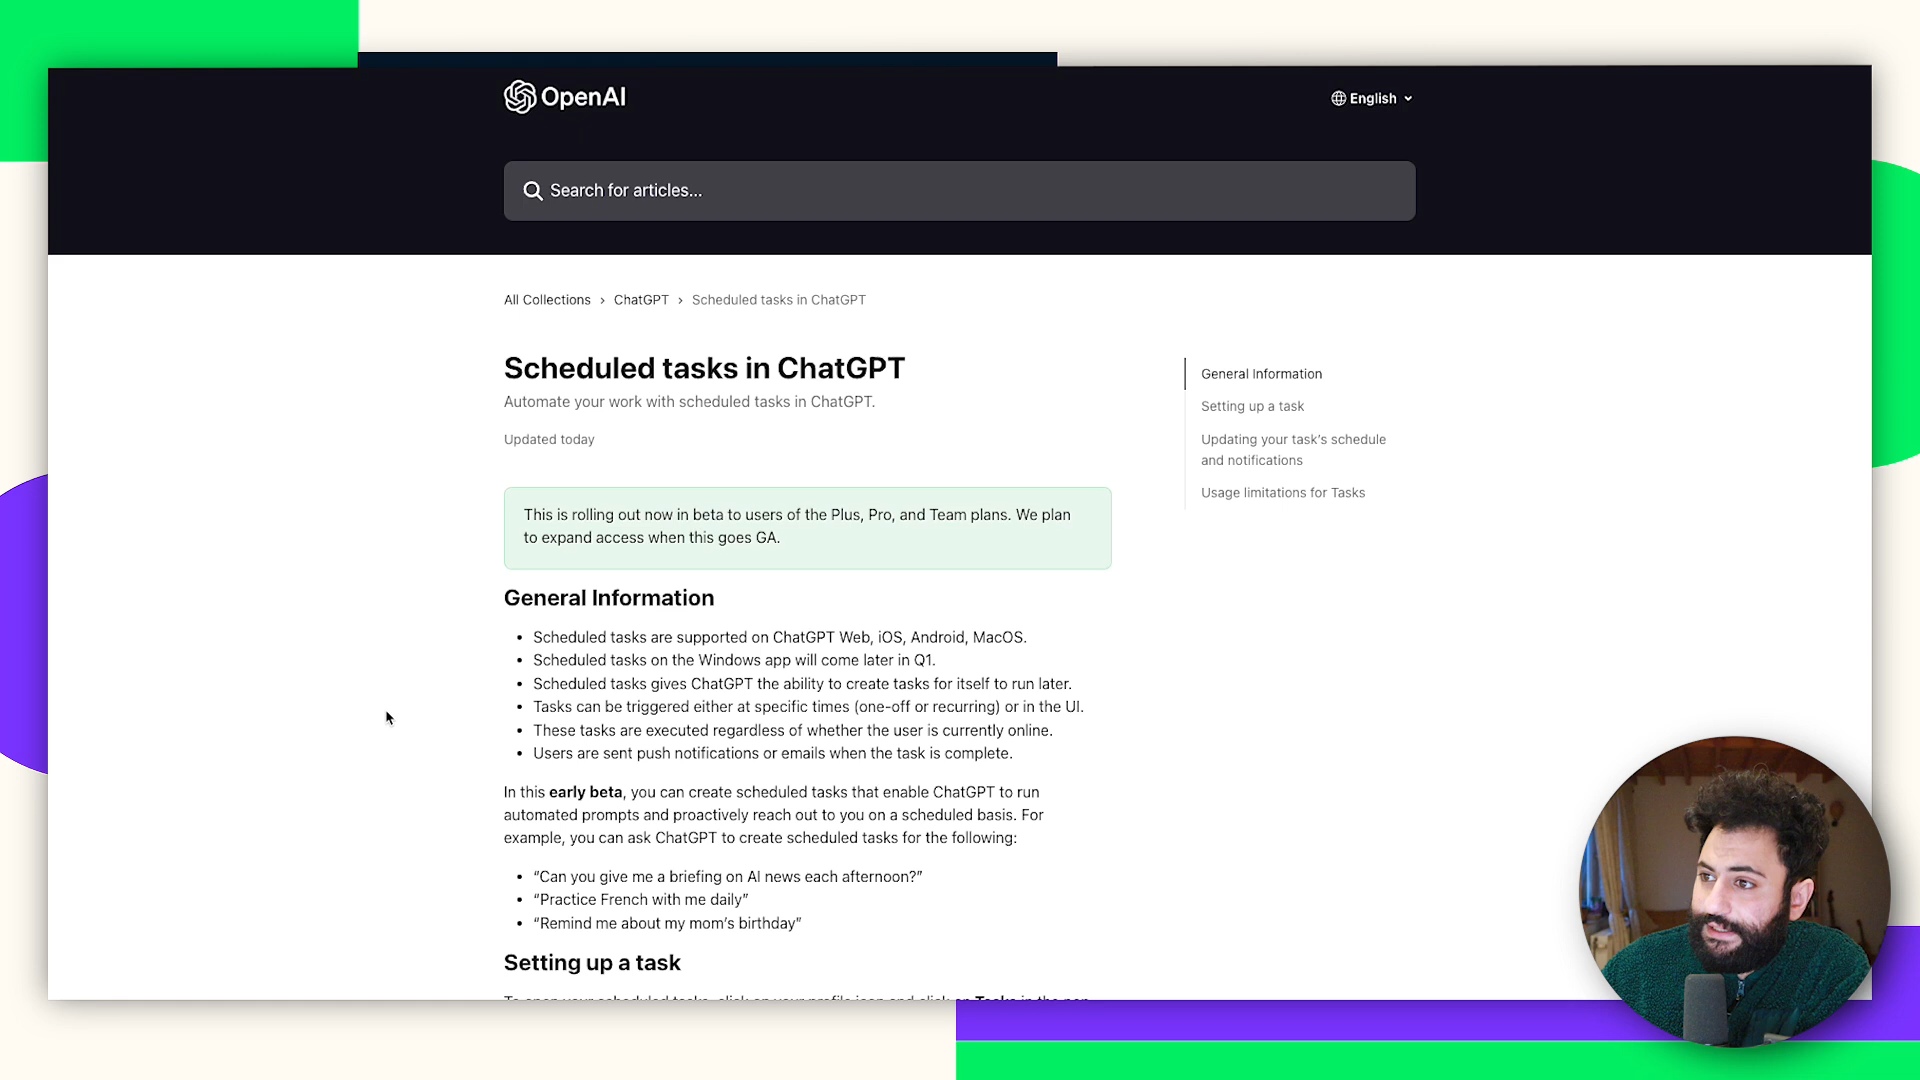 OpenAI
English
Search for articles...
All Collections > ChatGPT > Scheduled tasks in ChatGPT
Scheduled tasks in ChatGPT
Automate your work with scheduled tasks in ChatGPT.
Updated today
This is rolling out now in beta to users of the Plus, Pro, and Team plans. We plan
to expand access when this goes GA.
General Information
• Scheduled tasks are supported on ChatGPT Web, iOS, Android, MacOS.
• Scheduled tasks on the Windows app will come later in Q1.
• Scheduled tasks gives ChatGPT the ability to create tasks for itself to run later.
• Tasks can be triggered either at specific times (one-off or recurring) or in the UI.
• These tasks are executed regardless of whether the user is currently online.
• Users are sent push notifications or emails when the task is complete.
In this early beta, you can create scheduled tasks that enable ChatGPT to run
automated prompts and proactively reach out to you on a scheduled basis. For
example, you can ask ChatGPT to create scheduled tasks for the following:
• “Can you give me a briefing on AI news each afternoon?”
• “Practice French with me daily”
• “Remind me about my mom’s birthday”
Setting up a task
General Information
Setting up a task
Updating your task’s schedule
and notifications
Usage limitations for Tasks